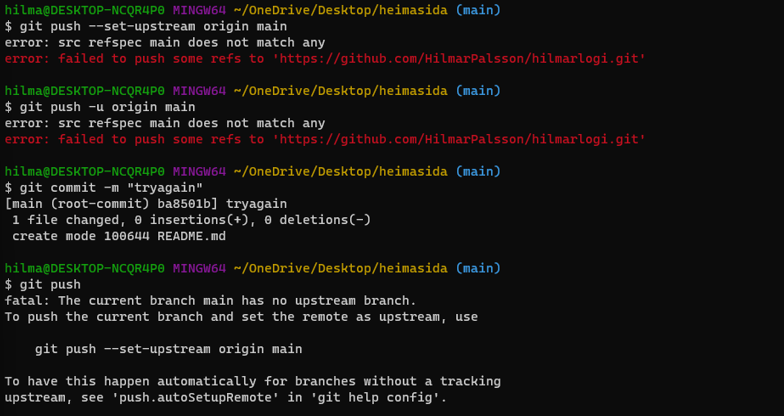 hilma@DESKTOP-NCQR4P0 MINGW64 ~/OneDrive/Desktop/heimasida (main)
$ git push --set-upstream origin main
error: src refspec main does not match any
error: failed to push some refs to 'https://github.com/HilmarPalsson/hilmarlogi.git'
hilma@DESKTOP-NCQR4P0 MINGW64 ~/OneDrive/Desktop/heimasida (main)
$ git push -u origin main
error: src refspec main does not match any
error: failed to push some refs to 'https://github.com/HilmarPalsson/hilmarlogi.git'
hilma@DESKTOP-NCQR4P0 MINGW64 ~/OneDrive/Desktop/heimasida (main)
$ git commit -m "tryagain"
[main (root-commit) ba8501b] tryagain
 1 file changed, 0 insertions(+), 0 deletions(-)
 create mode 100644 README.md
hilma@DESKTOP-NCQR4P0 MINGW64 ~/OneDrive/Desktop/heimasida (main)
$ git push
fatal: The current branch main has no upstream branch.
To push the current branch and set the remote as upstream, use
    git push --set-upstream origin main
To have this happen automatically for branches without a tracking
upstream, see 'push.autoSetupRemote' in 'git help config'.